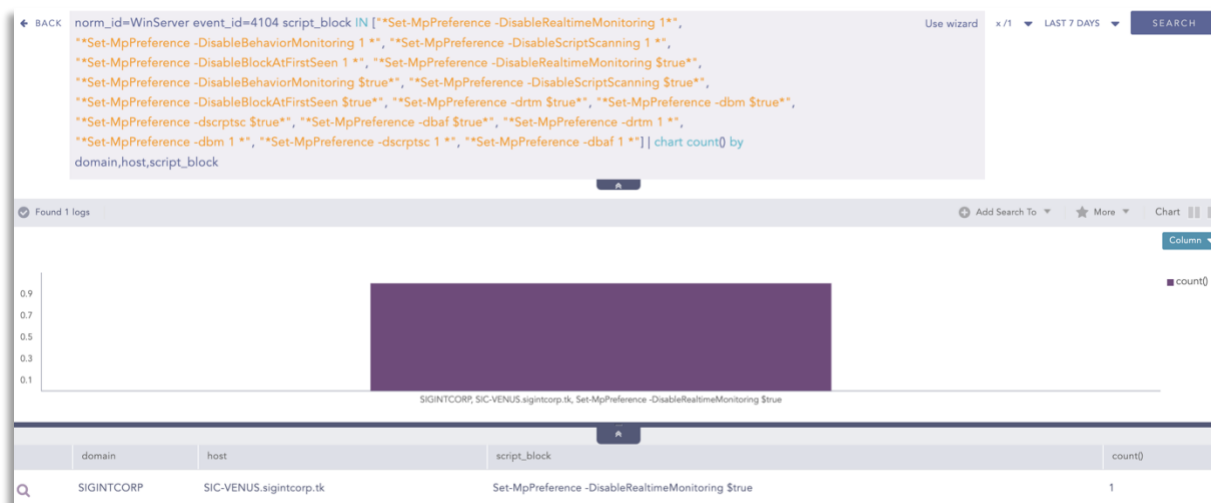 BACK
norm_id=WinServer event_id=4104 script_block IN ["*Set-MpPreference -DisableRealtimeMonitoring 1*",
"*Set-MpPreference -DisableBehaviorMonitoring 1 *", "*Set-MpPreference -DisableScriptScanning 1 *",
"*Set-MpPreference -DisableBlockAtFirstSeen 1 *", "*Set-MpPreference -DisableRealtimeMonitoring $true*",
"*Set-MpPreference -DisableBehaviorMonitoring $true*", "*Set-MpPreference -DisableScriptScanning $true*",
"*Set-MpPreference -DisableBlockAtFirstSeen $true*", "*Set-MpPreference -drtm $true*", "*Set-MpPreference -dbm $true*",
"*Set-MpPreference -dscrptsc $true*", "*Set-MpPreference -dbaf $true*", "*Set-MpPreference -drtm 1 *",
"*Set-MpPreference -dbm 1 *", "*Set-MpPreference -dscrptsc 1 *", "*Set-MpPreference -dbaf 1 *"] | chart count() by
domain,host,script_block
Use wizard x /1 LAST 7 DAYS SEARCH
Found 1 logs Add Search To More Chart
Column
count()
0.9
0.7
0.5
0.3
0.1
SIGINTCORP, SIC-VENUS.sigintcorp.tk, Set-MpPreference -DisableRealtimeMonitoring $true
domain host script_block count()
SIGINTCORP SIC-VENUS.sigintcorp.tk Set-MpPreference -DisableRealtimeMonitoring $true 1